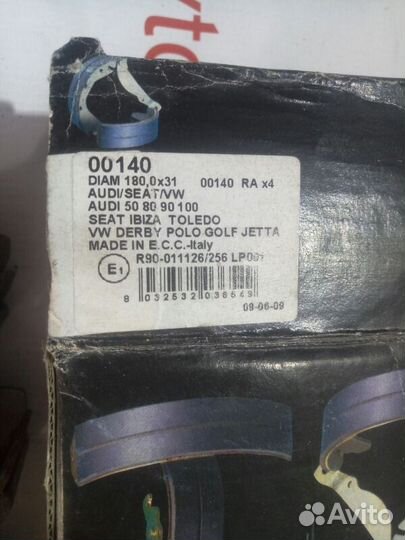 00140
DIAM 180,0x31 00140 RA x4
AUDI/SEAT/VW
AUDI 50 80 90 100
SEAT IBIZA TOLEDO
VW DERBY POLO GOLF JETTA
MADE IN E.C.C.-Italy
E1 R90-011126/256
8 032532 036549
09-06-09
Avito